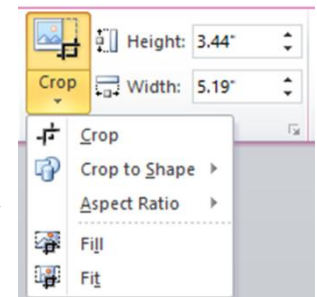 Height: 3.44"
Crop
Width: 5.19"
Crop
Crop to Shape
Aspect Ratio
Fill
Fit